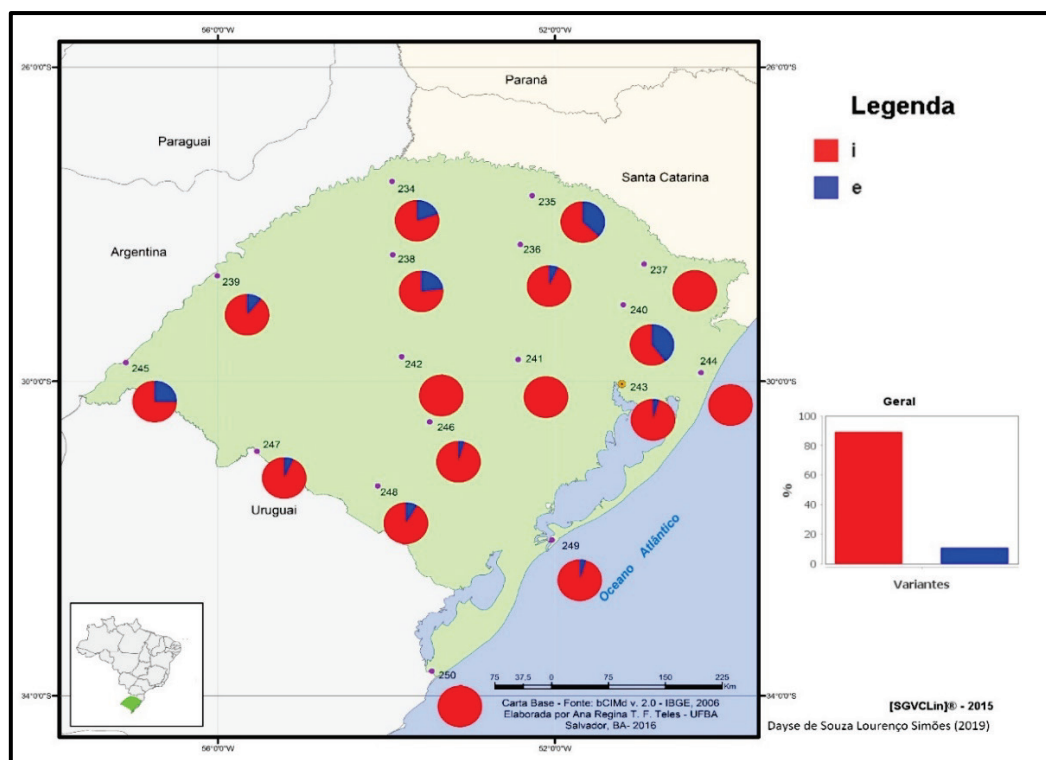 56°0'0"W
52°0'0"W
26°0'0"S
26°0'0"S
Paraná
Paraguai
Santa Catarina
Argentina
Legenda
i
e
234
235
236
237
238
239
240
241
242
243
244
245
246
247
248
249
250
30°0'0"S
30°0'0"S
Uruguai
Oceano Atlântico
Geral
%
100
80
60
40
20
0
Variantes
34°0'0"S
34°0'0"S
75 37,5 0 75 150 225
Km
Carta Base - Fonte: bCIMd v. 2.0 - IBGE, 2006
Elaborada por Ana Regina T. F. Teles - UFBA
Salvador, BA- 2016
56°0'0"W
52°0'0"W
[SGVCLin]® - 2015
Dayse de Souza Lourenço Simões (2019)